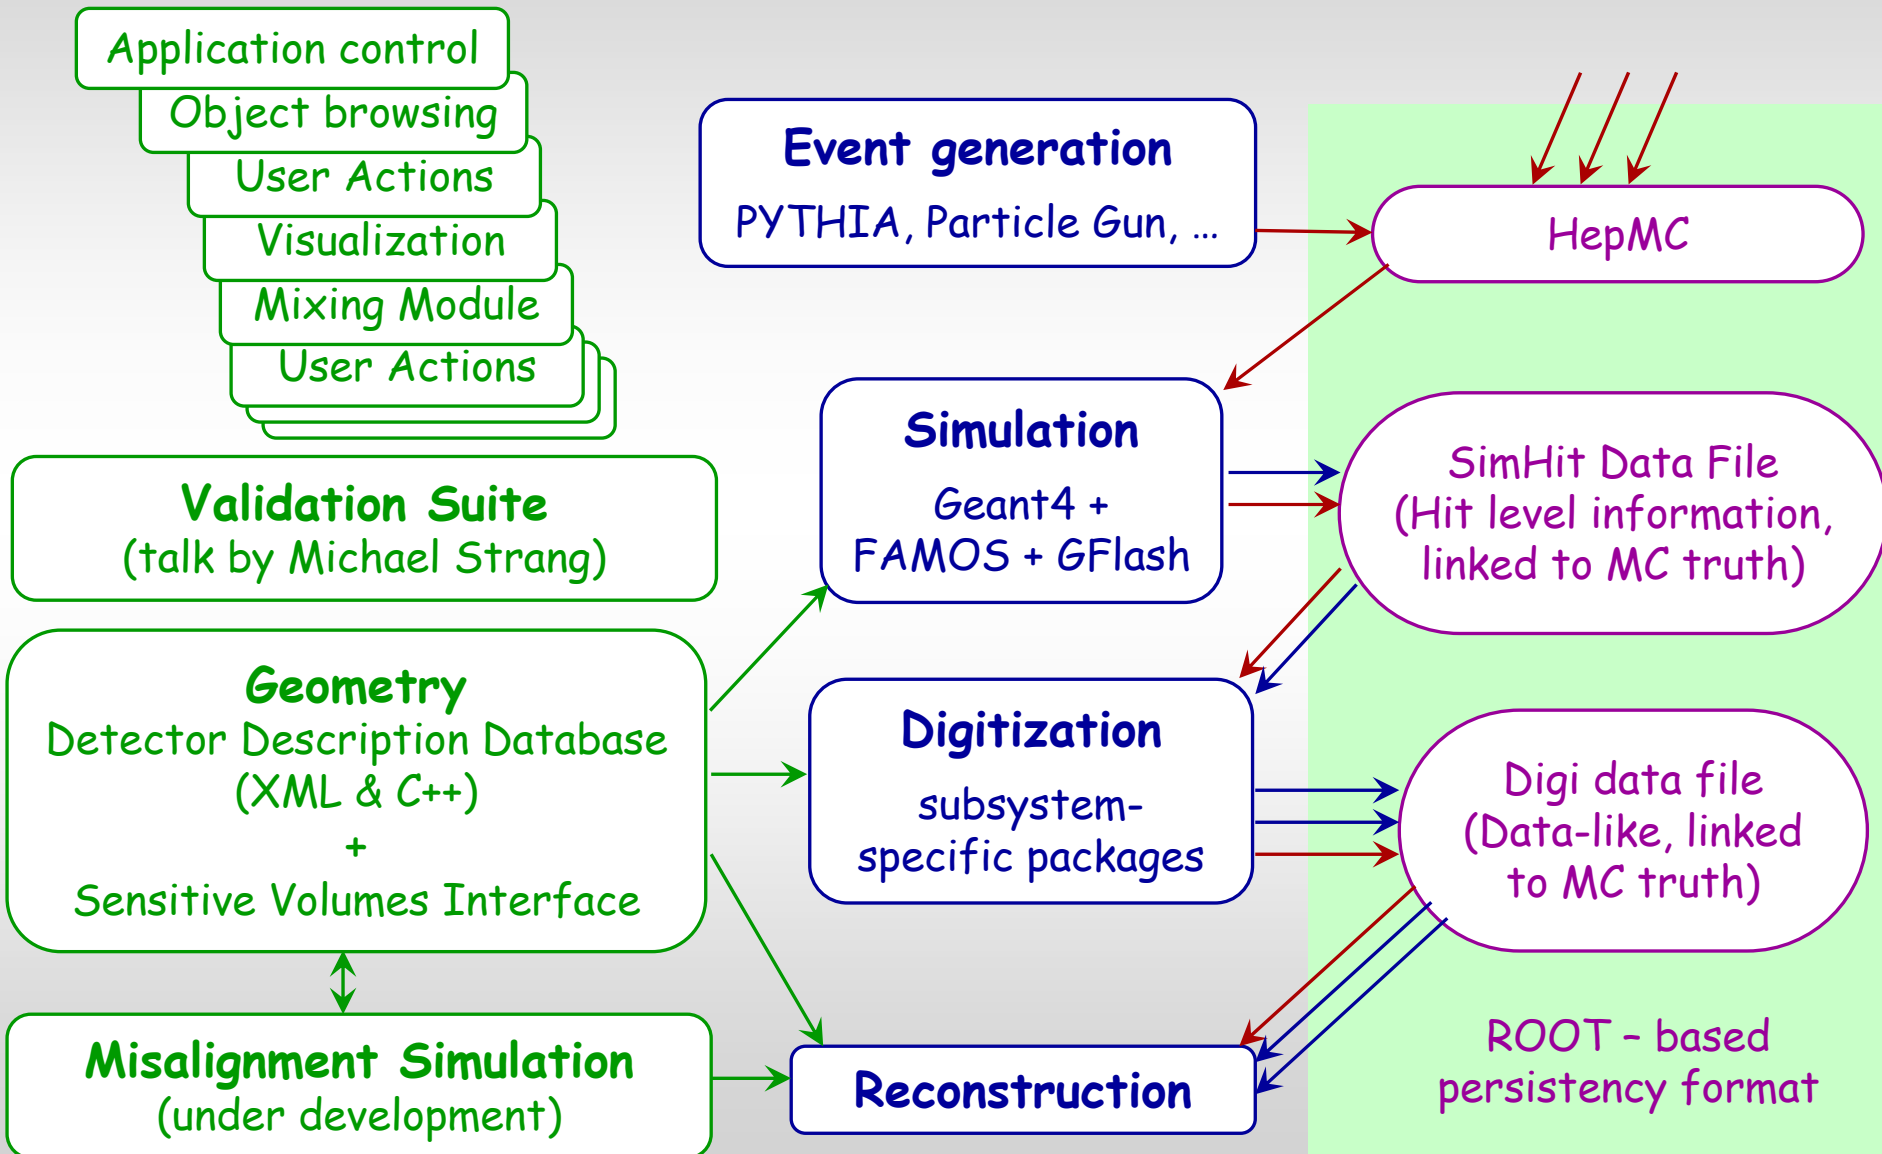 Application control
Object browsing
User Actions
Visualization
Mixing Module
User Actions
Validation Suite
(talk by Michael Strang)
Geometry
Detector Description Database
(XML & C++)
+
Sensitive Volumes Interface
Misalignment Simulation
(under development)
Event generation
PYTHIA, Particle Gun, ...
Simulation
Geant4 +
FAMOS + GFlash
Digitization
subsystem-
specific packages
Reconstruction
HepMC
SimHit Data File
(Hit level information,
linked to MC truth)
Digi data file
(Data-like, linked
to MC truth)
ROOT – based
persistency format